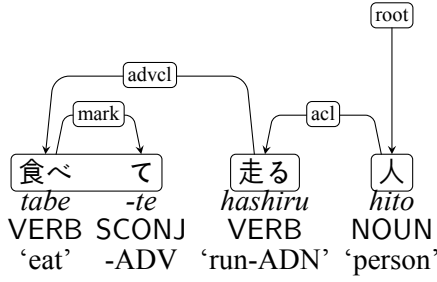 root
advcl
mark acl
食べ て 走る 人
tabe -te hashiru hito
VERB SCONJ VERB NOUN
‘eat’ -ADV ‘run-ADN’ ‘person’